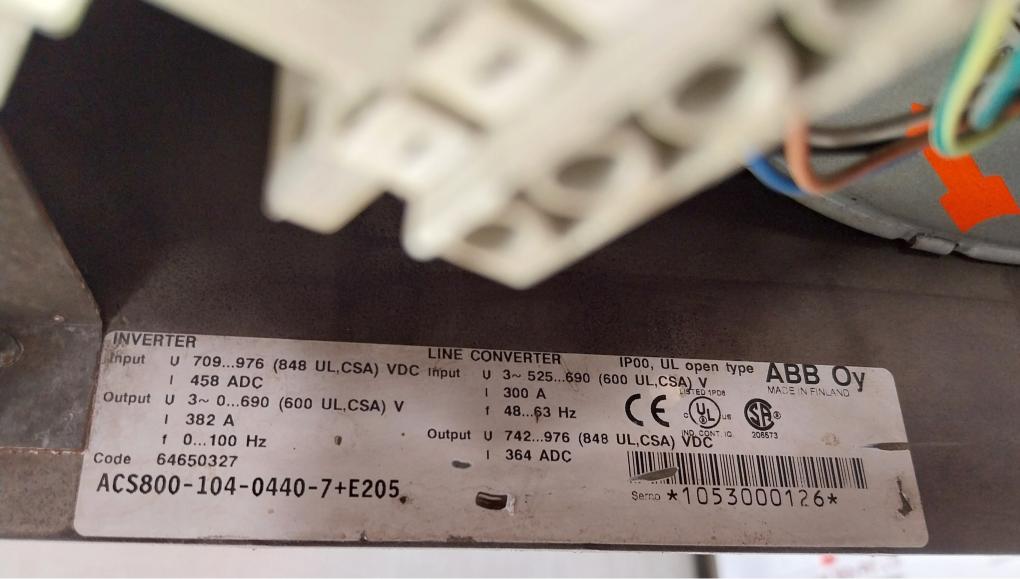 INVERTER
Input U 709...976 (848 UL,CSA) VDC
I 458 ADC
Output U 3~ 0...690 (600 UL,CSA) V
I 382 A
f 0...100 Hz
Code 64650327
ACS800-104-0440-7+E205
LINE CONVERTER
Input U 3~ 525...690 (600 UL,CSA) V
I 300 A
f 48...63 Hz
Output U 742...976 (848 UL,CSA) VDC
I 364 ADC
IP00, UL open type
ABB Oy
MADE IN FINLAND
LISTED 1PD8
CE
C UL US
IND. CONT. EQ.
SA ®
206573
Serno *1053000126*